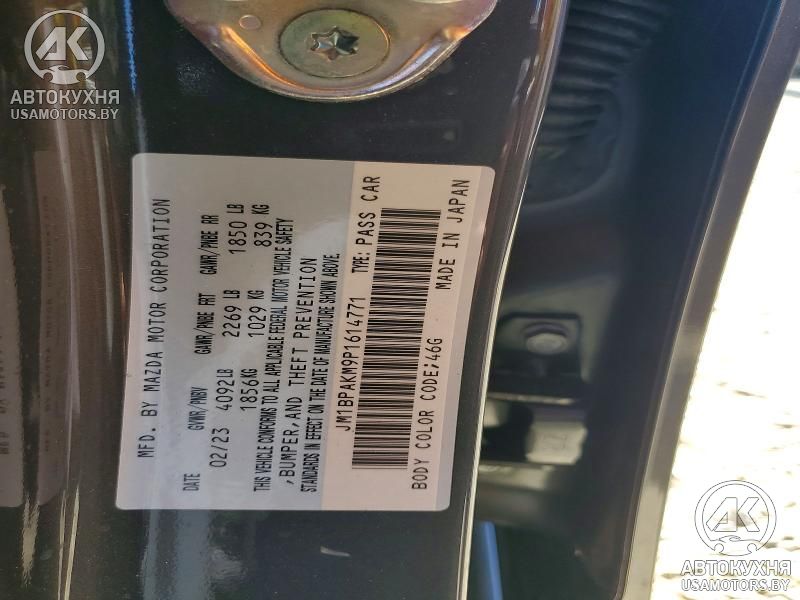 АВТОКУХНЯ
USAMOTORS.BY
MFD. BY MAZDA MOTOR CORPORATION
DATE GVWR/PNBV GAWR/PNBE FRT GAWR/PNBE RR
02/23 4092LB 2269 LB 1850 LB
1856KG 1029 KG 839 KG
THIS VEHICLE CONFORMS TO ALL APPLICABLE FEDERAL MOTOR VEHICLE SAFETY
,BUMPER,AND THEFT PREVENTION
STANDARDS IN EFFECT ON THE DATE OF MANUFACTURE SHOWN ABOVE
JM1BPAKM9P1614771 TYPE: PASS CAR
BODY COLOR CODE;46G MADE IN JAPAN
АВТОКУХНЯ
USAMOTORS.BY